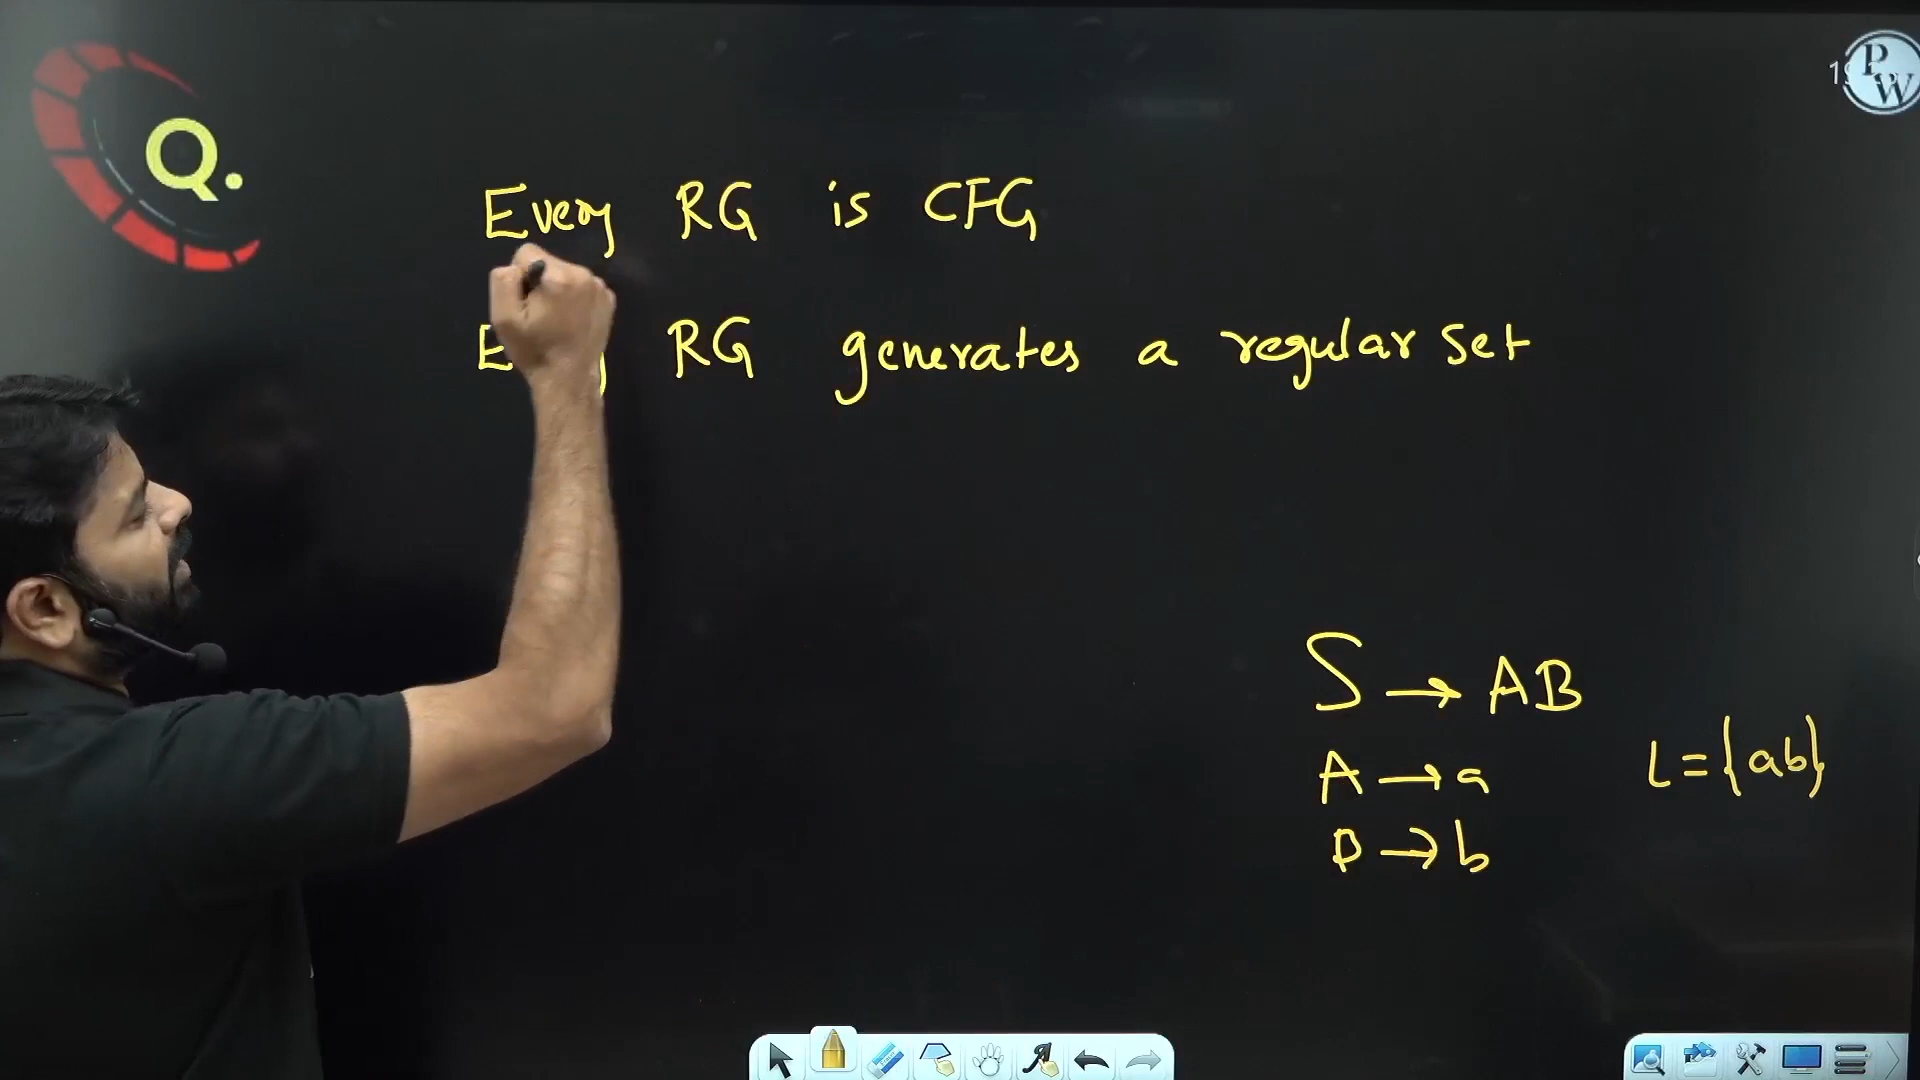 Q.
PW
Every RG is CFG
RG generates a regular set
S → AB
A → a
L = {ab}
B → b